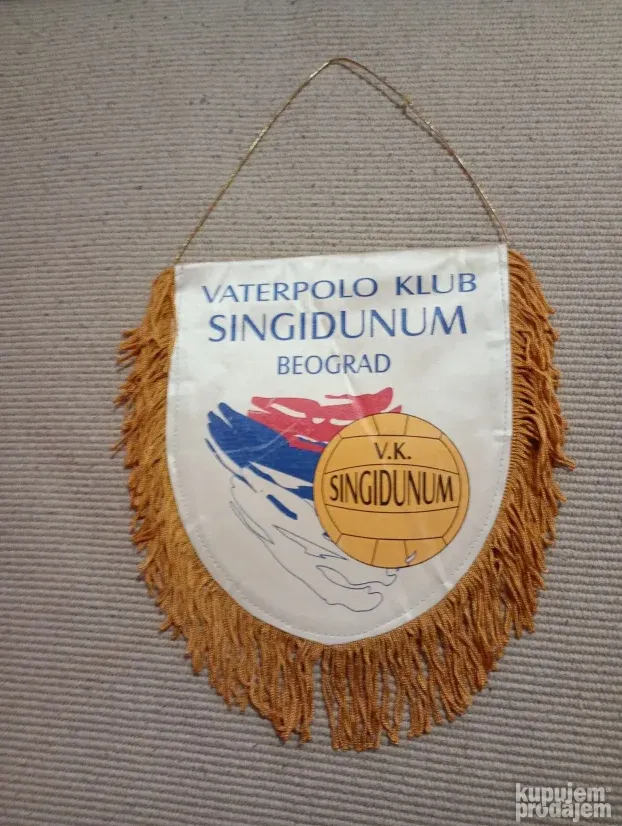 VATERPOLO KLUB
SINGIDUNUM
BEOGRAD
V.K.
SINGIDUNUM
kupujem
prodajem